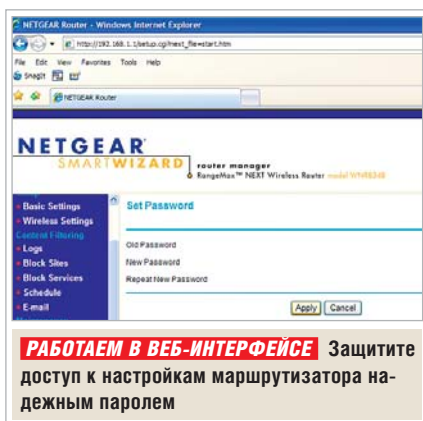 NETGEAR Router - Windows Internet Explorer
http://192.168.1.1/setup.cgi?next_file=start.htm
File Edit View Favorites Tools Help
SnagIt
NETGEAR Router
NETGEAR
SMARTWIZARD router manager
RangeMax™ NEXT Wireless Router model WNR834B
Basic Settings
Wireless Settings
Content Filtering
Logs
Block Sites
Block Services
Schedule
E-mail
Set Password
Old Password
New Password
Repeat New Password
Apply Cancel
РАБОТАЕМ В ВЕБ-ИНТЕРФЕЙСЕ Защитите
доступ к настройкам маршрутизатора на-
дежным паролем